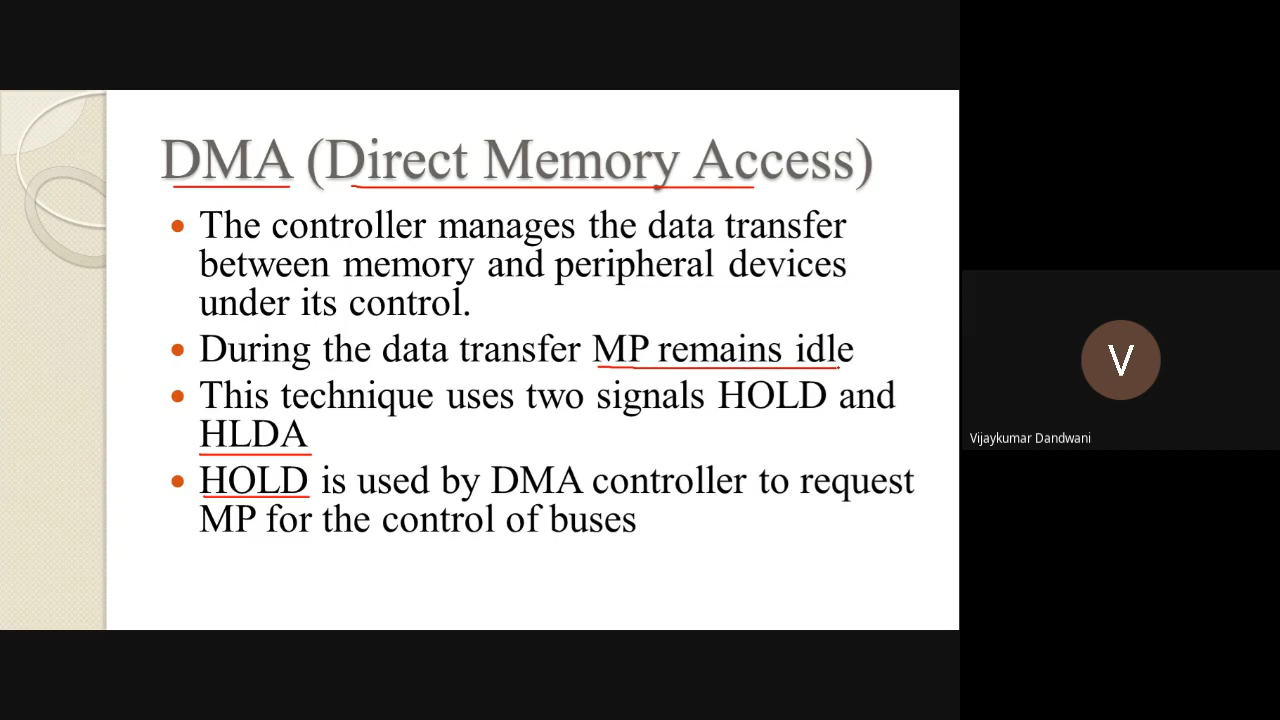 DMA (Direct Memory Access)
• The controller manages the data transfer
between memory and peripheral devices
under its control.
• During the data transfer MP remains idle
• This technique uses two signals HOLD and
HLDA
• HOLD is used by DMA controller to request
MP for the control of buses
V
Vijaykumar Dandwani